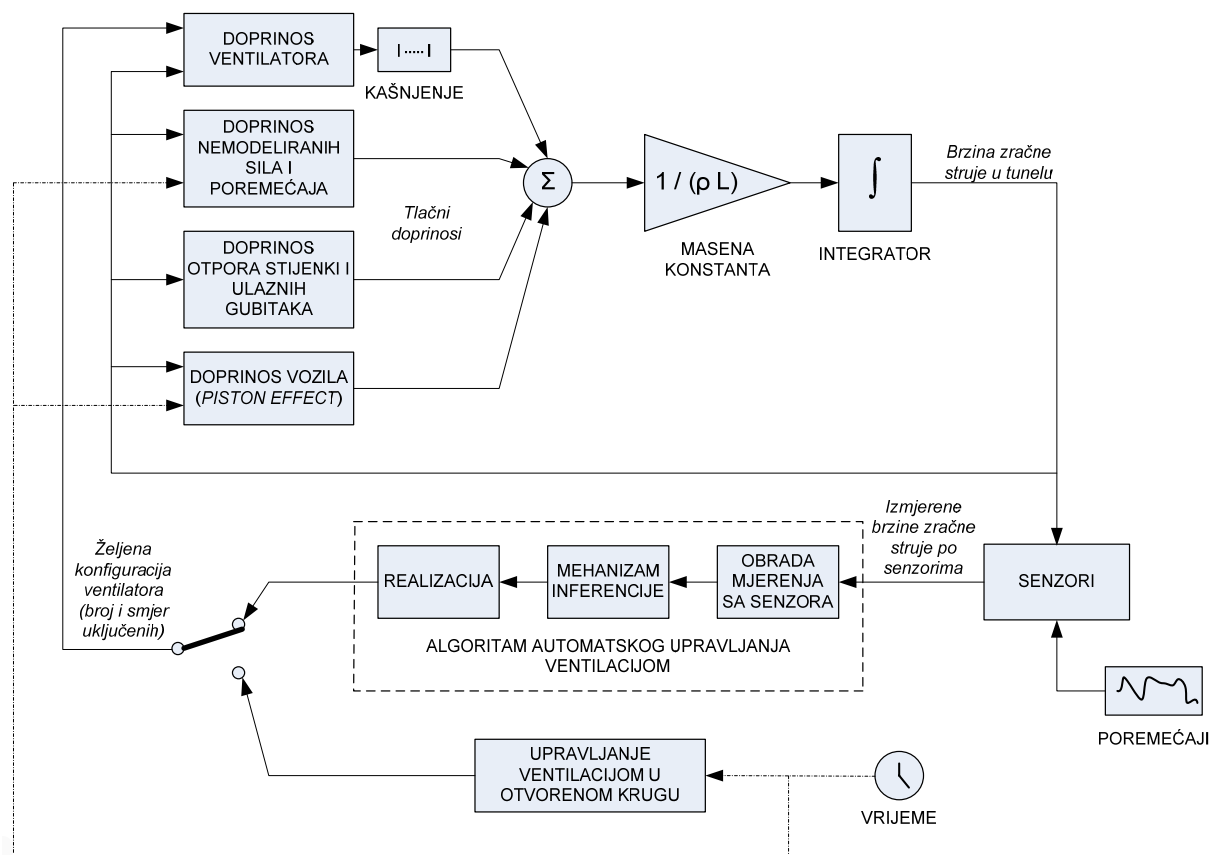 DOPRINOS
VENTILATORA
KAŠNJENJE
DOPRINOS
NEMODELIRANIH
SILA I
POREMEĆAJA
Tlačni
doprinosi
DOPRINOS
OTPORA STIJENKI I
ULAZNIH
GUBITAKA
DOPRINOS VOZILA
(PISTON EFFECT)
Σ
1 / (ρ L)
MASENA
KONSTANTA
∫
INTEGRATOR
Brzina zračne
struje u tunelu
Željena
konfiguracija
ventilatora
(broj i smjer
uključenih)
REALIZACIJA
MEHANIZAM
INFERENCIJE
OBRADA
MJERENJA
SA SENZORA
ALGORITAM AUTOMATSKOG UPRAVLJANJA
VENTILACIJOM
Izmjerene
brzine zračne
struje po
senzorima
SENZORI
POREMEĆAJI
UPRAVLJANJE
VENTILACIJOM U
OTVORENOM KRUGU
VRIJEME